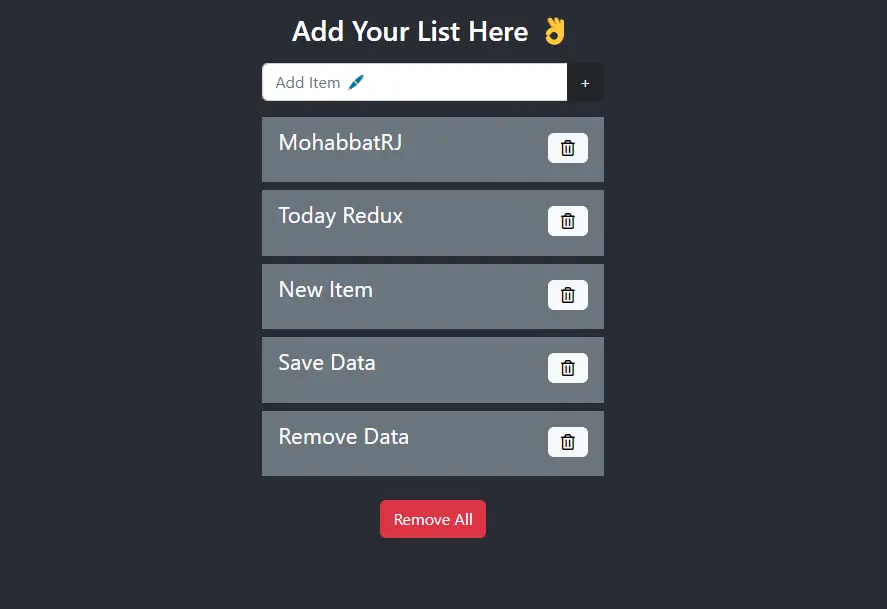 Add Your List Here 👌
Add Item 🖌️
+
MohabbatRJ
Today Redux
New Item
Save Data
Remove Data
Remove All